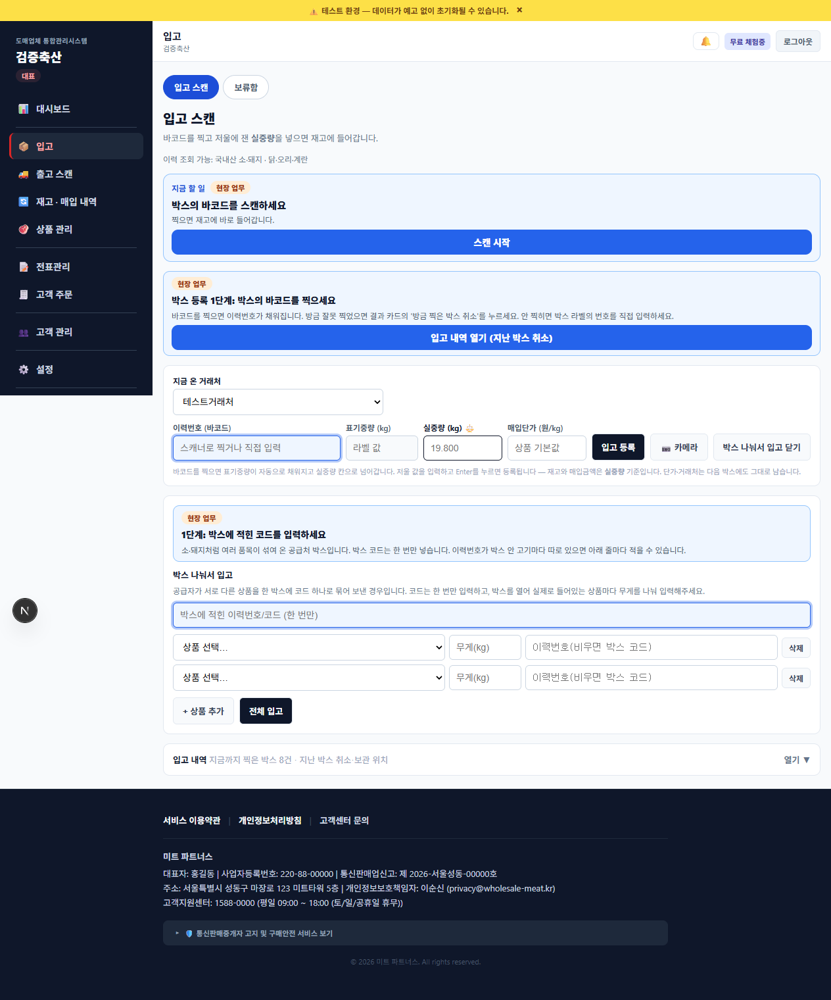 ⚠️ 테스트 환경 — 데이터가 예고 없이 초기화될 수 있습니다. ×
도매업체 통합관리시스템
검증축산
대표
대시보드
입고
출고 스캔
재고 · 매입 내역
상품 관리
전표관리
고객 주문
고객 관리
설정
N
입고
검증축산
무료 체험중
로그아웃
입고 스캔
보류함
입고 스캔
바코드를 찍고 저울에 잰 실중량을 넣으면 재고에 들어갑니다.
이력 조회 가능: 국내산 소·돼지 · 닭·오리·계란
지금 할 일 현장 업무
박스의 바코드를 스캔하세요
찍으면 재고에 바로 들어갑니다.
스캔 시작
현장 업무
박스 등록 1단계: 박스의 바코드를 찍으세요
바코드를 찍으면 이력번호가 채워집니다. 방금 잘못 찍었으면 결과 카드의 '방금 찍은 박스 취소'를 누르세요. 안 찍히면 박스 라벨의 번호를 직접 입력하세요.
입고 내역 열기 (지난 박스 취소)
지금 온 거래처
테스트거래처
이력번호 (바코드) 표기중량 (kg) 실중량 (kg) ⚖️ 매입단가 (원/kg)
스캐너로 찍거나 직접 입력 라벨 값 19.800 상품 기본값 입고 등록 📷 카메라 박스 나눠서 입고 닫기
바코드를 찍으면 표기중량이 자동으로 채워지고 실중량 칸으로 넘어갑니다. 저울 값을 입력하고 Enter를 누르면 등록됩니다 — 재고와 매입금액은 실중량 기준입니다. 단가·거래처는 다음 박스에도 그대로 남습니다.
현장 업무
1단계: 박스에 적힌 코드를 입력하세요
소·돼지처럼 여러 품목이 섞여 온 공급처 박스입니다. 박스 코드는 한 번만 넣습니다. 이력번호가 박스 안 고기마다 따로 있으면 아래 줄마다 적을 수 있습니다.
박스 나눠서 입고
공급자가 서로 다른 상품을 한 박스에 코드 하나로 묶어 보낸 경우입니다. 코드는 한 번만 입력하고, 박스를 열어 실제로 들어있는 상품마다 무게를 나눠 입력해주세요.
박스에 적힌 이력번호/코드 (한 번만)
상품 선택... 무게(kg) 이력번호(비우면 박스 코드) 삭제
상품 선택... 무게(kg) 이력번호(비우면 박스 코드) 삭제
+ 상품 추가 전체 입고
입고 내역 지금까지 찍은 박스 8건 · 지난 박스 취소·보관 위치 열기 ▼
서비스 이용약관 | 개인정보처리방침 | 고객센터 문의
미트 파트너스
대표자: 홍길동 | 사업자등록번호: 220-88-00000 | 통신판매업신고: 제 2026-서울성동-00000호
주소: 서울특별시 성동구 마장로 123 미트타워 5층 | 개인정보보호책임자: 이순신 (privacy@wholesale-meat.kr)
고객지원센터: 1588-0000 (평일 09:00 ~ 18:00 (토/일/공휴일 휴무))
▸ 🛡️ 통신판매중개자 고지 및 구매안전 서비스 보기
© 2026 미트 파트너스. All rights reserved.